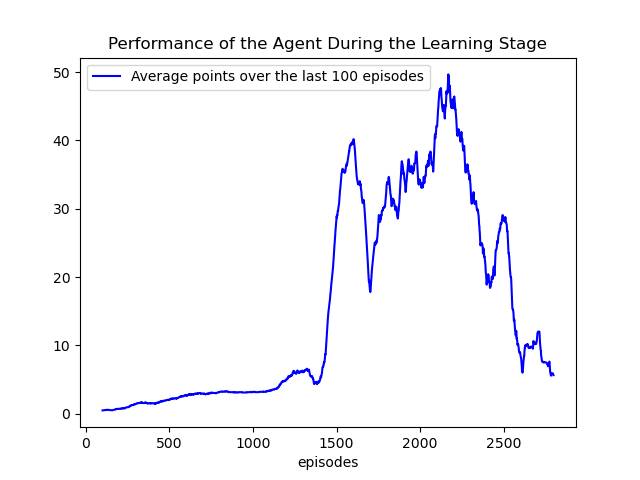 Performance of the Agent During the Learning Stage
Average points over the last 100 episodes
50
40
30
20
10
0
0 500 1000 1500 2000 2500
episodes